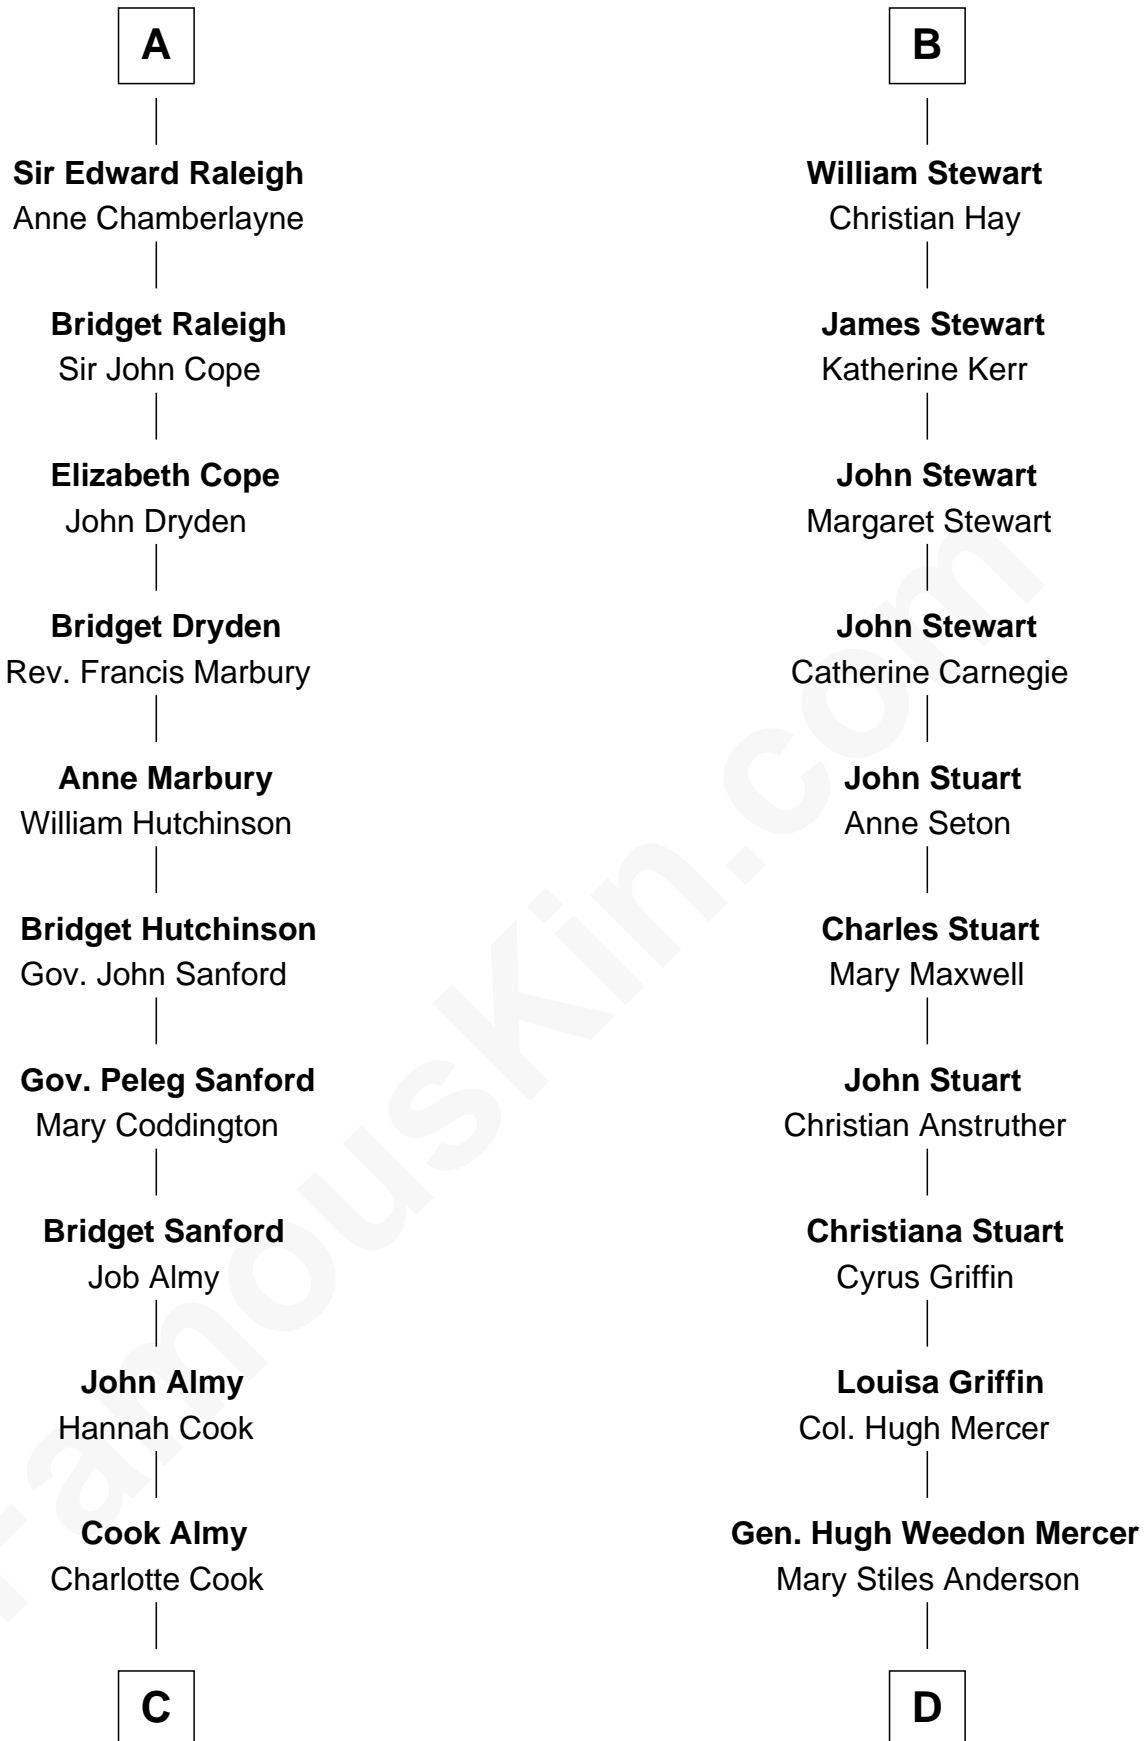 A
Sir Edward Raleigh
Anne Chamberlayne
Bridget Raleigh
Sir John Cope
Elizabeth Cope
John Dryden
Bridget Dryden
Rev. Francis Marbury
Anne Marbury
William Hutchinson
Bridget Hutchinson
Gov. John Sanford
Gov. Peleg Sanford
Mary Coddington
Bridget Sanford
Job Almy
John Almy
Hannah Cook
Cook Almy
Charlotte Cook
C
B
William Stewart
Christian Hay
James Stewart
Katherine Kerr
John Stewart
Margaret Stewart
John Stewart
Catherine Carnegie
John Stuart
Anne Seton
Charles Stuart
Mary Maxwell
John Stuart
Christian Anstruther
Christiana Stuart
Cyrus Griffin
Louisa Griffin
Col. Hugh Mercer
Gen. Hugh Weedon Mercer
Mary Stiles Anderson
D
FamousKin.com